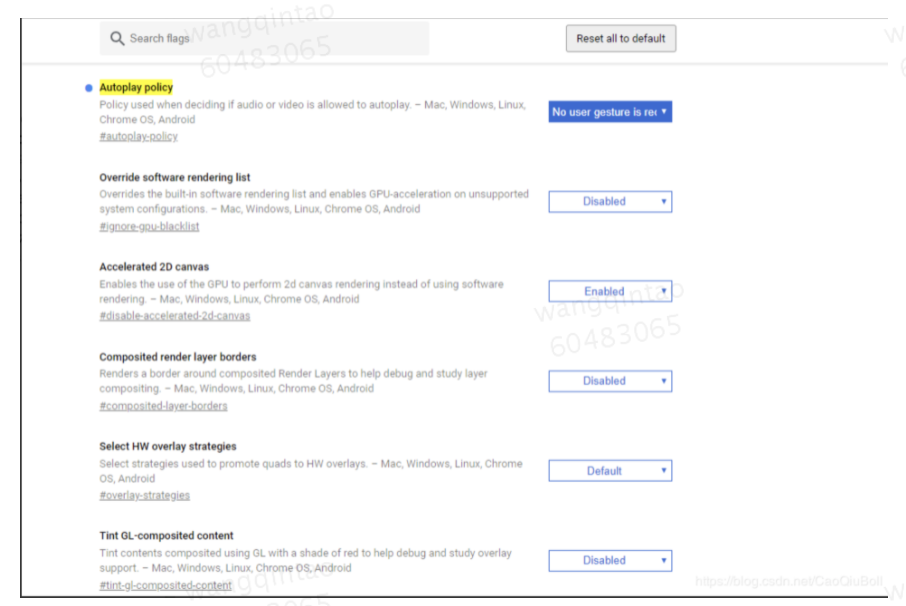 wangqintao
60483065
Search flags
Reset all to default
Autoplay policy
Policy used when deciding if audio or video is allowed to autoplay. – Mac, Windows, Linux,
Chrome OS, Android
#autoplay-policy
No user gesture is rec
Override software rendering list
Overrides the built-in software rendering list and enables GPU-acceleration on unsupported
system configurations. – Mac, Windows, Linux, Chrome OS, Android
#ignore-gpu-blacklist
Disabled
Accelerated 2D canvas
Enables the use of the GPU to perform 2d canvas rendering instead of using software
rendering. – Mac, Windows, Linux, Chrome OS, Android
#disable-accelerated-2d-canvas
Enabled
wangqintao
60483065
Composited render layer borders
Renders a border around composited Render Layers to help debug and study layer
compositing. – Mac, Windows, Linux, Chrome OS, Android
#composited-layer-borders
Disabled
Select HW overlay strategies
Select strategies used to promote quads to HW overlays. – Mac, Windows, Linux, Chrome
OS, Android
#overlay-strategies
Default
Tint GL-composited content
Tint contents composited using GL with a shade of red to help debug and study overlay
support. – Mac, Windows, Linux, Chrome OS, Android
#tint-gl-composited-content
Disabled
wangqintao
https://blog.csdn.net/CaoQiuBoll